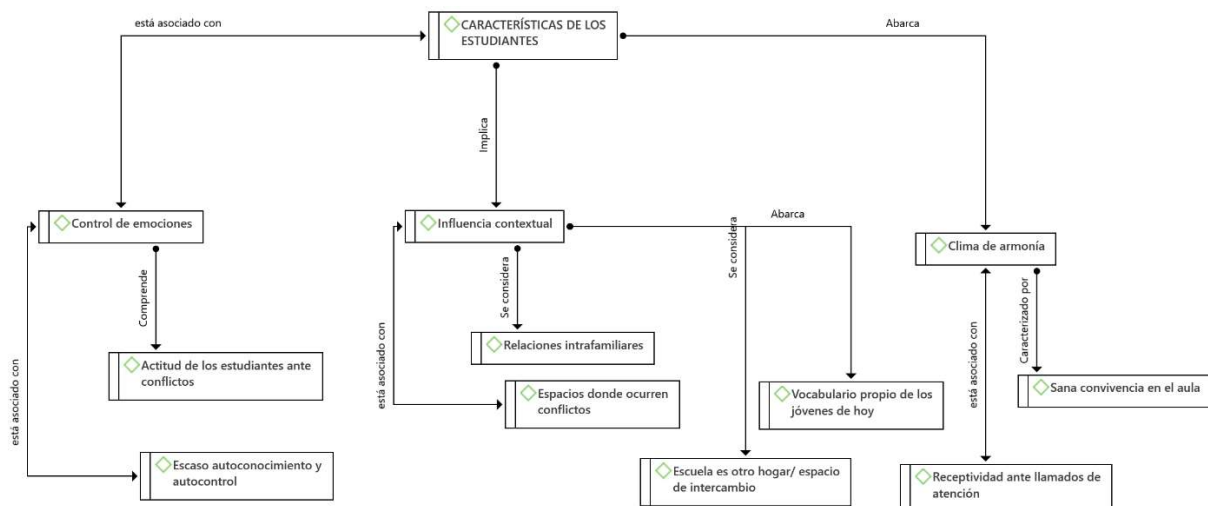 está asociado con
CARACTERÍSTICAS DE LOS
ESTUDIANTES
Abarca
Implica
Control de emociones
Influencia contextual
Abarca
Se considera
Clima de armonía
Comprende
Se considera
Caracterizado por
está asociado con
está asociado con
está asociado con
Relaciones intrafamiliares
Actitud de los estudiantes ante
conflictos
Espacios donde ocurren
conflictos
Vocabulario propio de los
jóvenes de hoy
Sana convivencia en el aula
Escaso autoconocimiento y
autocontrol
Escuela es otro hogar/ espacio
de intercambio
Receptividad ante llamados de
atención